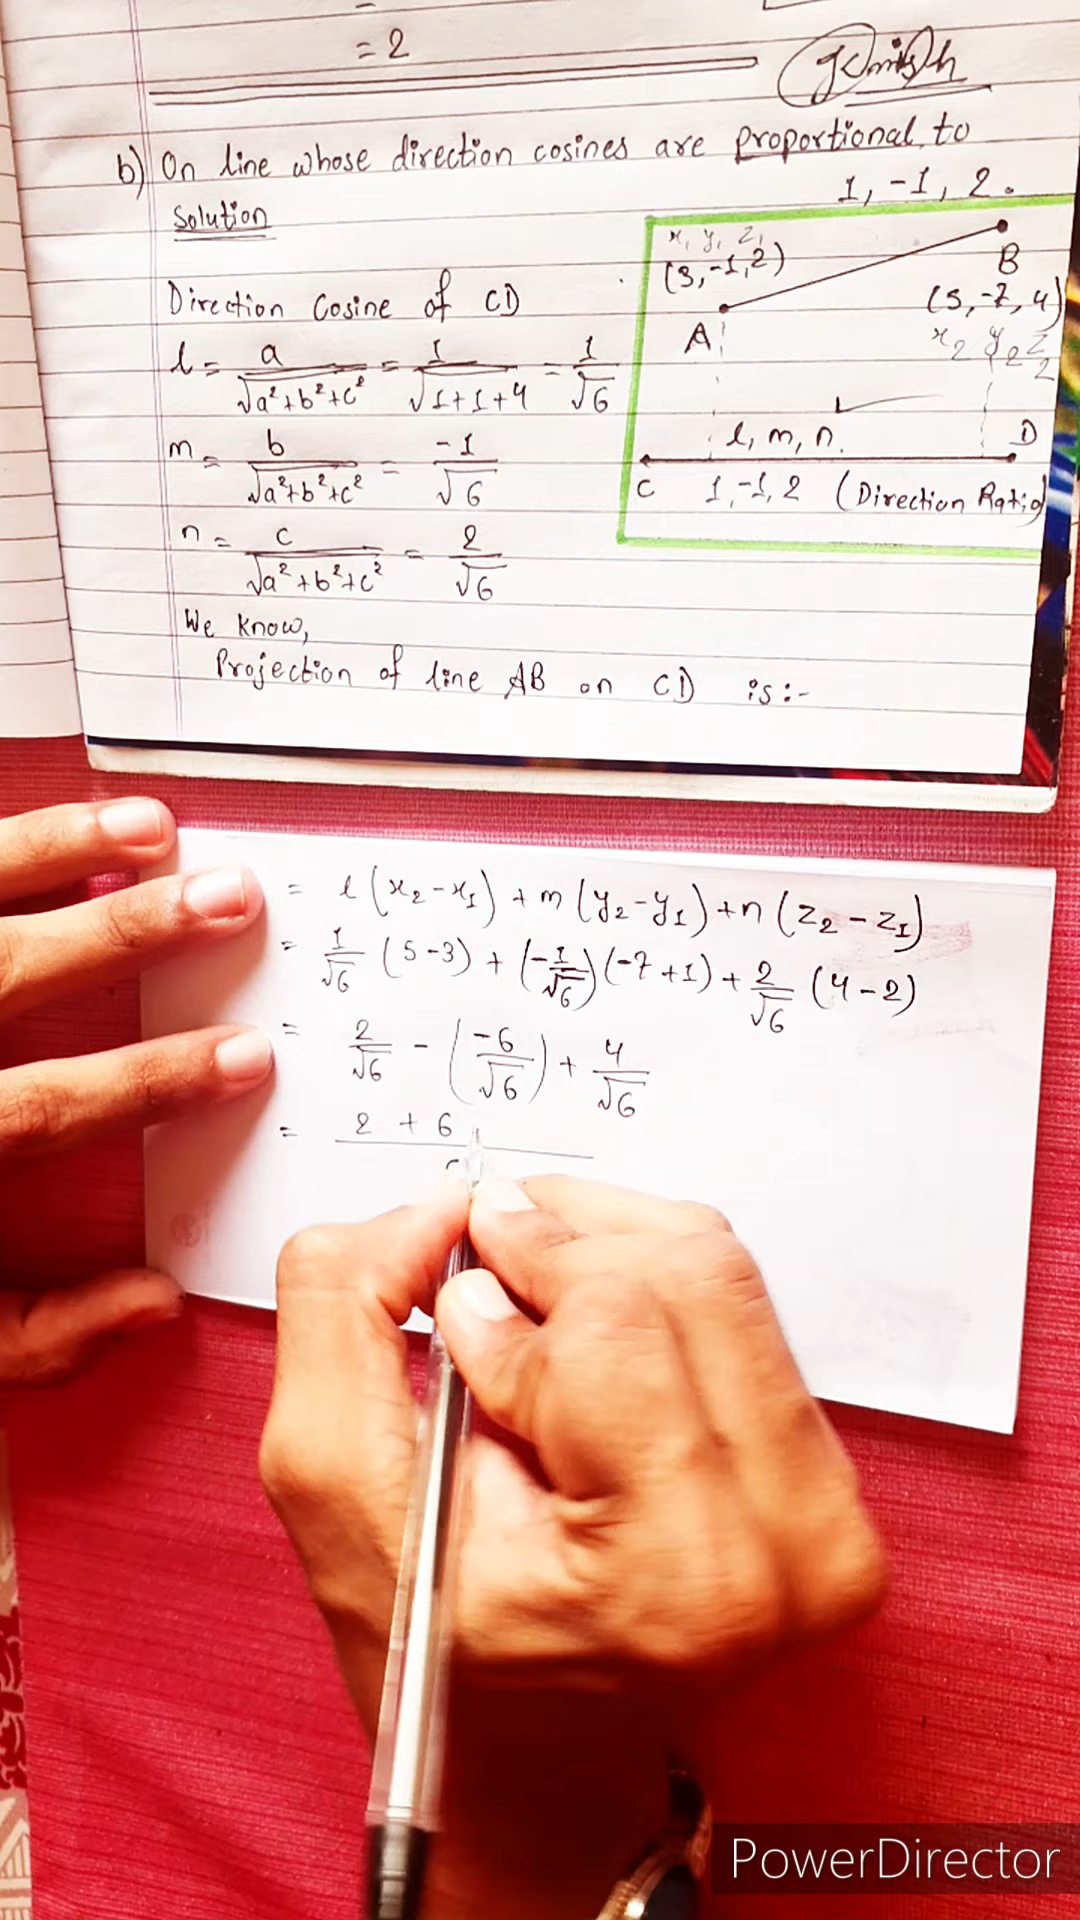 = 2
b) On line whose direction cosines are proportional to
1, -1, 2.
Solution
Direction Cosine of CD
l = a/√a²+b²+c² = 1/√1+1+4 = 1/√6
m = b/√a²+b²+c² = -1/√6
n = c/√a²+b²+c² = 2/√6
x₁ y₁ z₁
(3,-1,2)
A
B
(5,-7,4)
x₂ y₂ z₂
l, m, n.
D
C 1,-1,2 (Direction Ratio)
We know,
Projection of line AB on CD is:-
= l(x₂-x₁)+m(y₂-y₁)+n(z₂-z₁)
= 1/√6 (5-3) + (-1/√6)(-7+1) + 2/√6 (4-2)
= 2/√6 - (-6/√6) + 4/√6
= 2 + 6
PowerDirector